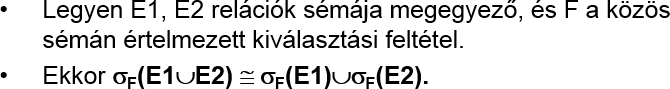 • Legyen E1, E2 relációk sémája megegyező, és F a közös
sémán értelmezett kiválasztási feltétel.
• Ekkor σF(E1∪E2) ≅ σF(E1)∪σF(E2).